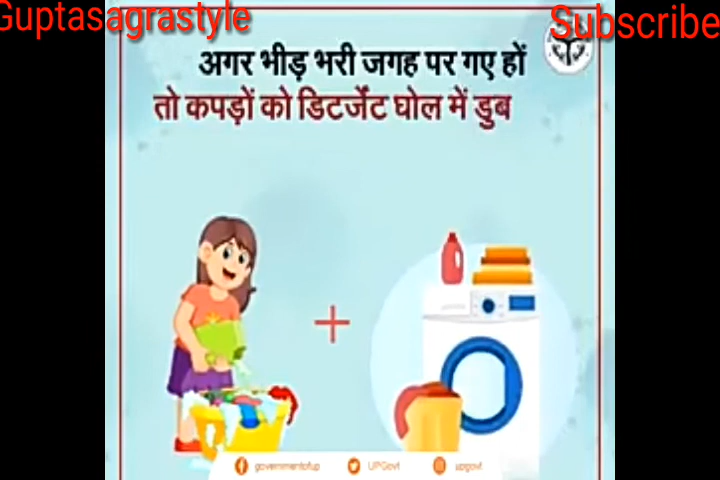 Guptasagrastyle
Subscribe
अगर भीड़ भरी जगह पर गए हों
तो कपड़ों को डिटर्जेंट घोल में डुब
governmentofup
UPGovt
upgovt